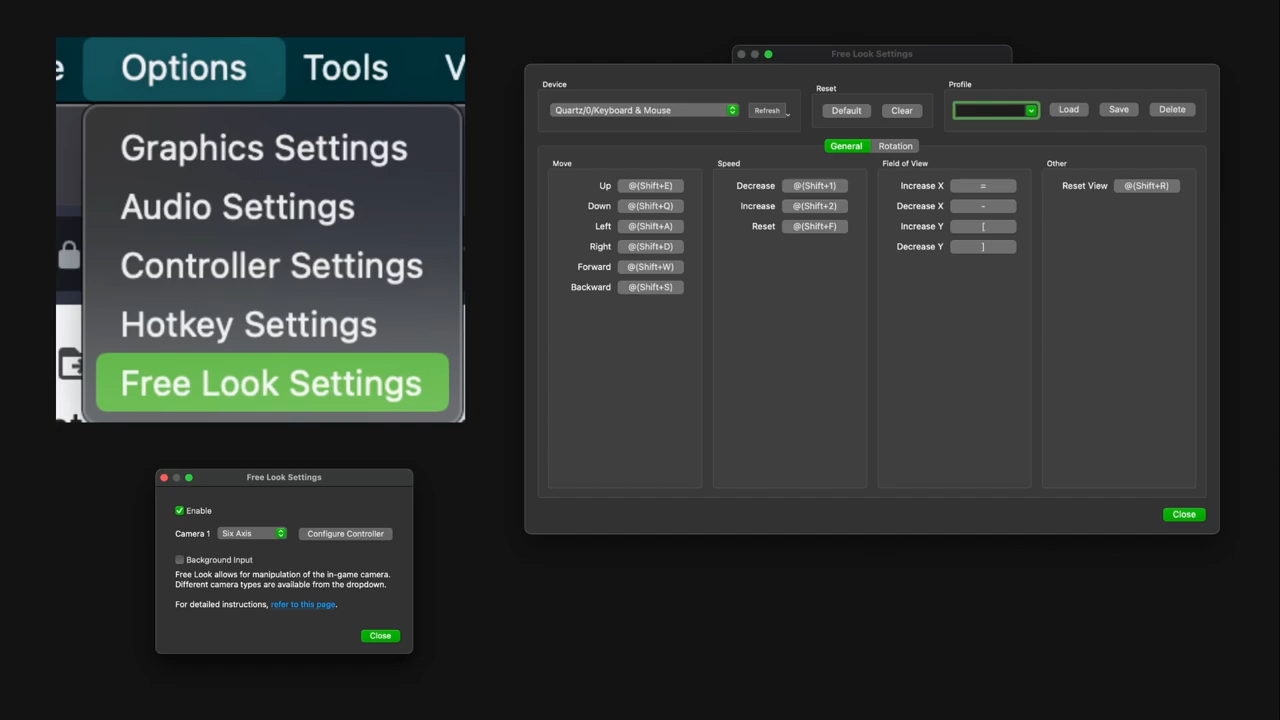 e Options Tools V
Graphics Settings
Audio Settings
Controller Settings
Hotkey Settings
Free Look Settings
Free Look Settings
Enable
Camera 1 Six Axis Configure Controller
Background Input
Free Look allows for manipulation of the in-game camera.
Different camera types are available from the dropdown.
For detailed instructions, refer to this page.
Close
Free Look Settings
Device
Quartz/0/Keyboard & Mouse Refresh
Reset
Default Clear
Profile
Load Save Delete
General Rotation
Move
Up @(Shift+E)
Down @(Shift+Q)
Left @(Shift+A)
Right @(Shift+D)
Forward @(Shift+W)
Backward @(Shift+S)
Speed
Decrease @(Shift+1)
Increase @(Shift+2)
Reset @(Shift+F)
Field of View
Increase X =
Decrease X -
Increase Y [
Decrease Y ]
Other
Reset View @(Shift+R)
Close